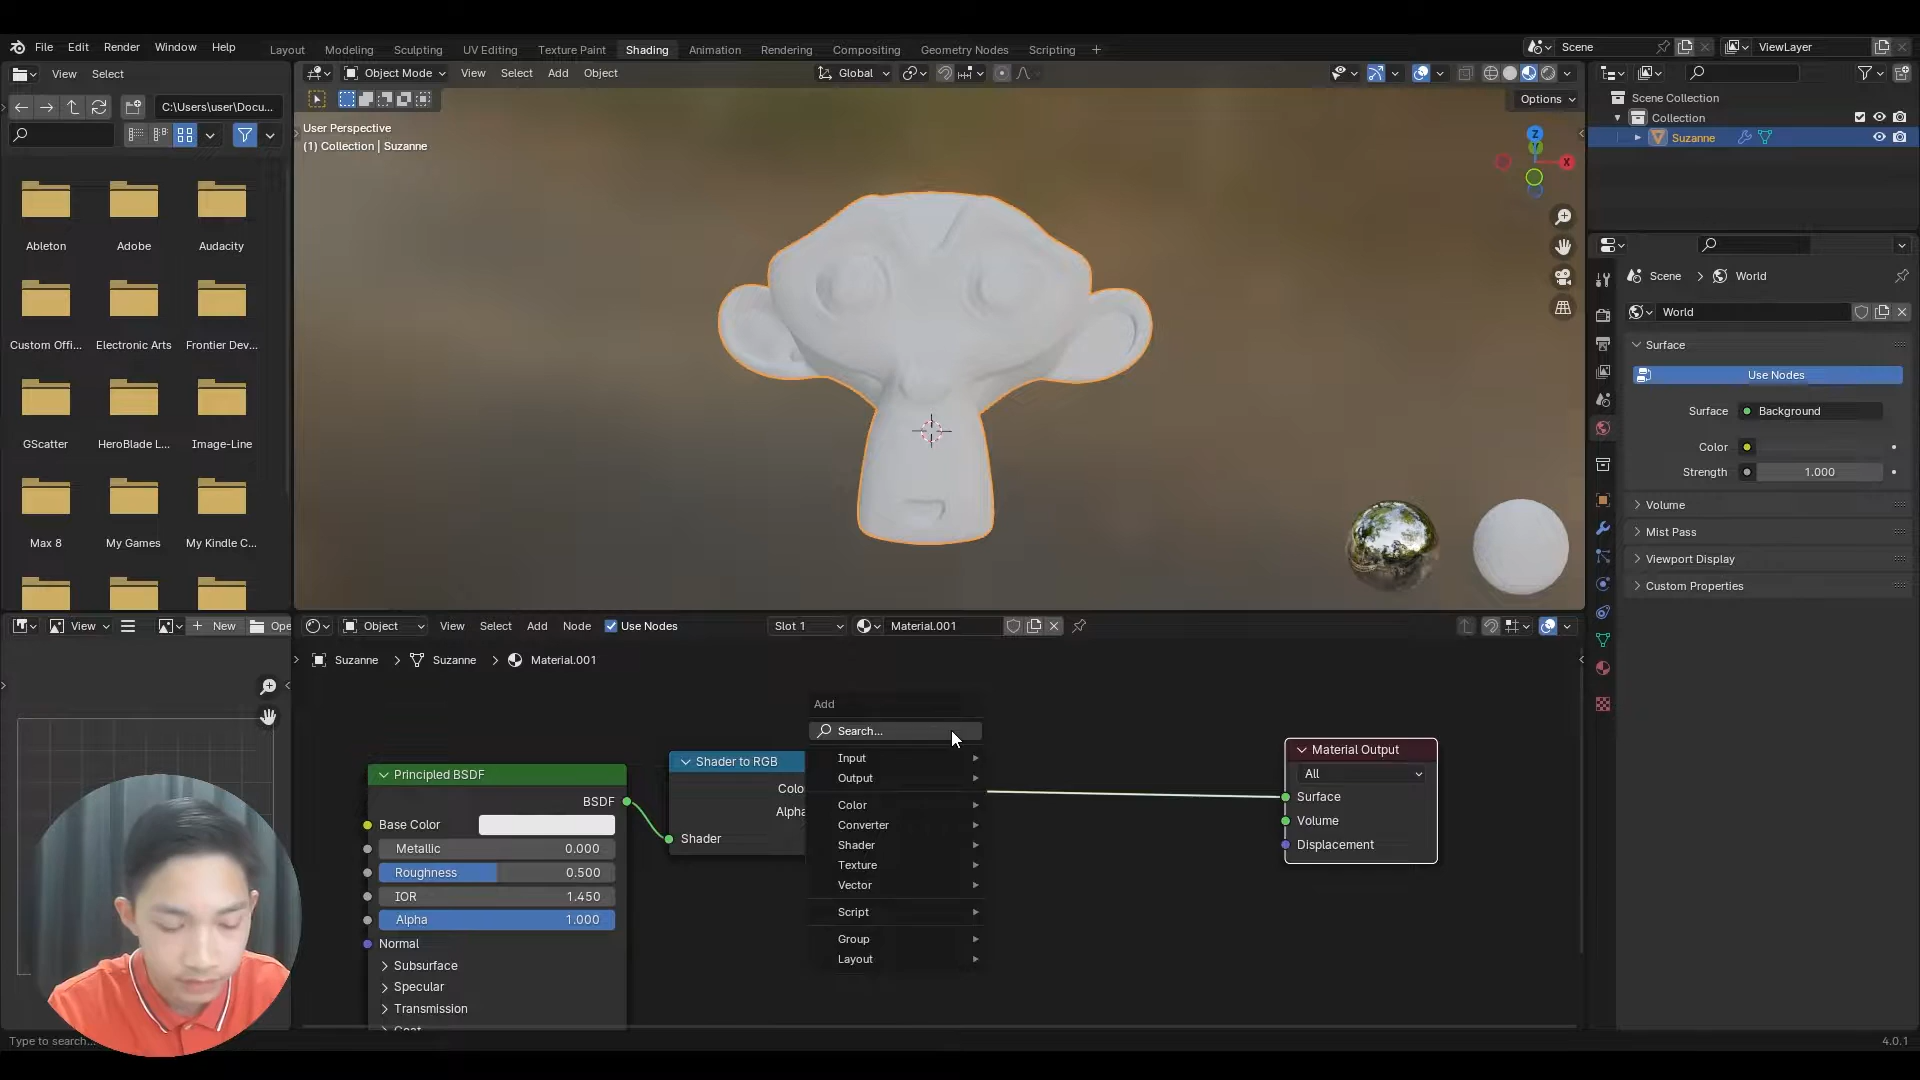 File Edit Render Window Help
Layout Modeling Sculpting UV Editing Texture Paint Shading Animation Rendering Compositing Geometry Nodes Scripting +
Scene
ViewLayer
View Select
Object Mode View Select Add Object
Global
C:\Users\user\Docu...
Options
User Perspective
(1) Collection | Suzanne
Z
X
Scene Collection
Collection
Suzanne
Ableton Adobe Audacity
Custom Offi... Electronic Arts Frontier Dev...
GScatter HeroBlade L... Image-Line
Max 8 My Games My Kindle C...
Scene > World
World
Surface
Use Nodes
Surface Background
Color
Strength 1.000
Volume
Mist Pass
Viewport Display
Custom Properties
View New Ope
Object View Select Add Node Use Nodes
Slot 1
Material.001
Suzanne > Suzanne > Material.001
Add
Search...
Input
Output
Color
Converter
Shader
Texture
Vector
Script
Group
Layout
Principled BSDF
BSDF
Base Color
Metallic 0.000
Roughness 0.500
IOR 1.450
Alpha 1.000
Normal
Subsurface
Specular
Transmission
Shader to RGB
Colo
Alpha
Shader
Material Output
All
Surface
Volume
Displacement
Type to search...
4.0.1